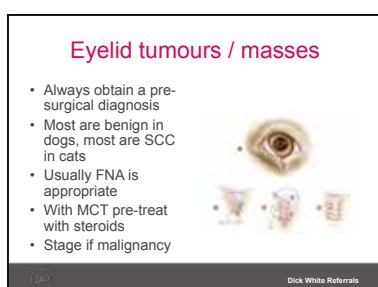 Eyelid tumours / masses
• Always obtain a pre-
surgical diagnosis
• Most are benign in
dogs, most are SCC
in cats
• Usually FNA is
appropriate
• With MCT pre-treat
with steroids
• Stage if malignancy
Dick White Referrals